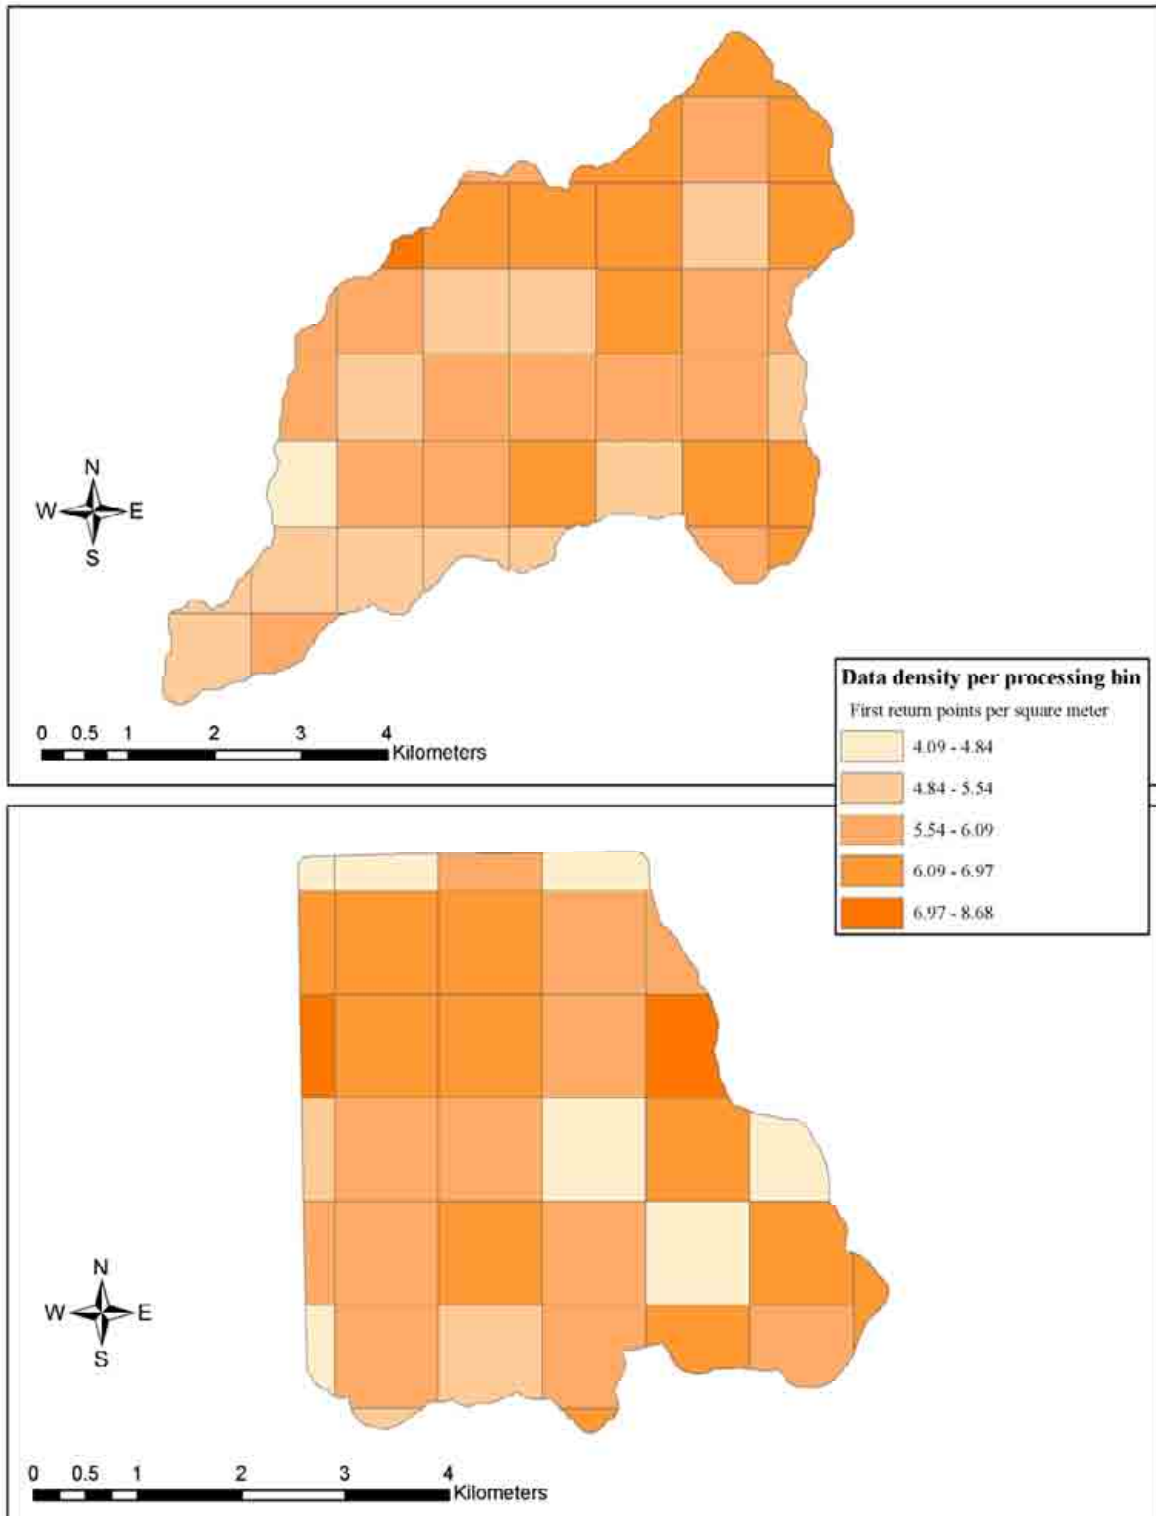 N
W E
S
0 0.5 1 2 3 4
Kilometers
Data density per processing bin
First return points per square meter
4.09 - 4.84
4.84 - 5.54
5.54 - 6.09
6.09 - 6.97
6.97 - 8.68
N
W E
S
0 0.5 1 2 3 4
Kilometers